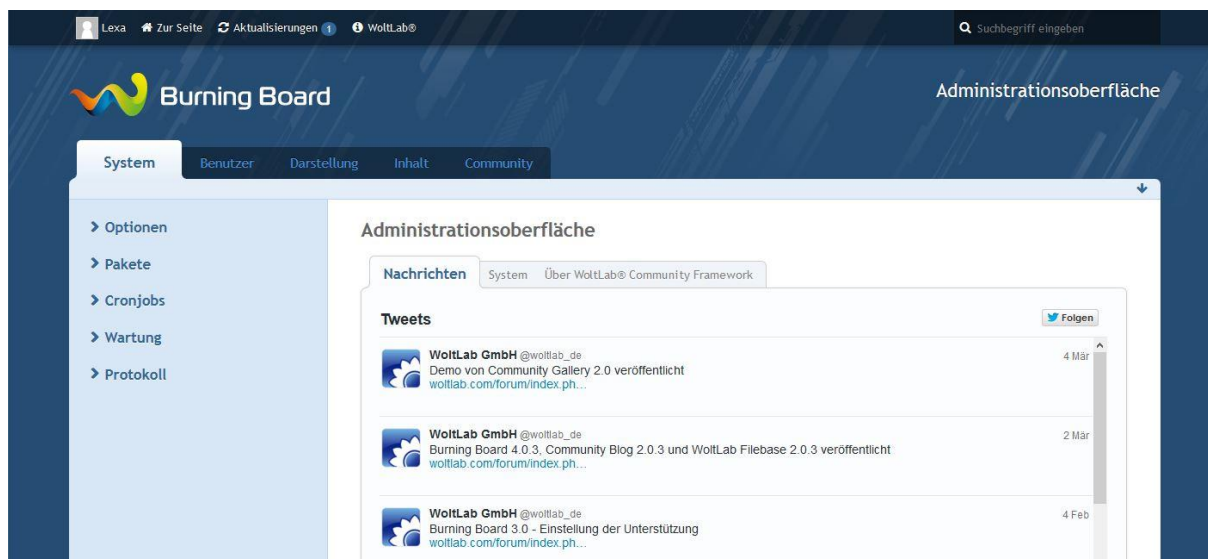 Lexa Zur Seite Aktualisierungen 1 WoltLab® Suchbegriff eingeben
Burning Board
Administrationsoberfläche
System Benutzer Darstellung Inhalt Community
Optionen
Pakete
Cronjobs
Wartung
Protokoll
Administrationsoberfläche
Nachrichten System Über WoltLab® Community Framework
Tweets
Folgen
WoltLab GmbH @woltlab_de 4 Mär
Demo von Community Gallery 2.0 veröffentlicht
woltlab.com/forum/index.ph...
WoltLab GmbH @woltlab_de 2 Mär
Burning Board 4.0.3, Community Blog 2.0.3 und WoltLab Filebase 2.0.3 veröffentlicht
woltlab.com/forum/index.ph...
WoltLab GmbH @woltlab_de 4 Feb
Burning Board 3.0 - Einstellung der Unterstützung
woltlab.com/forum/index.ph...